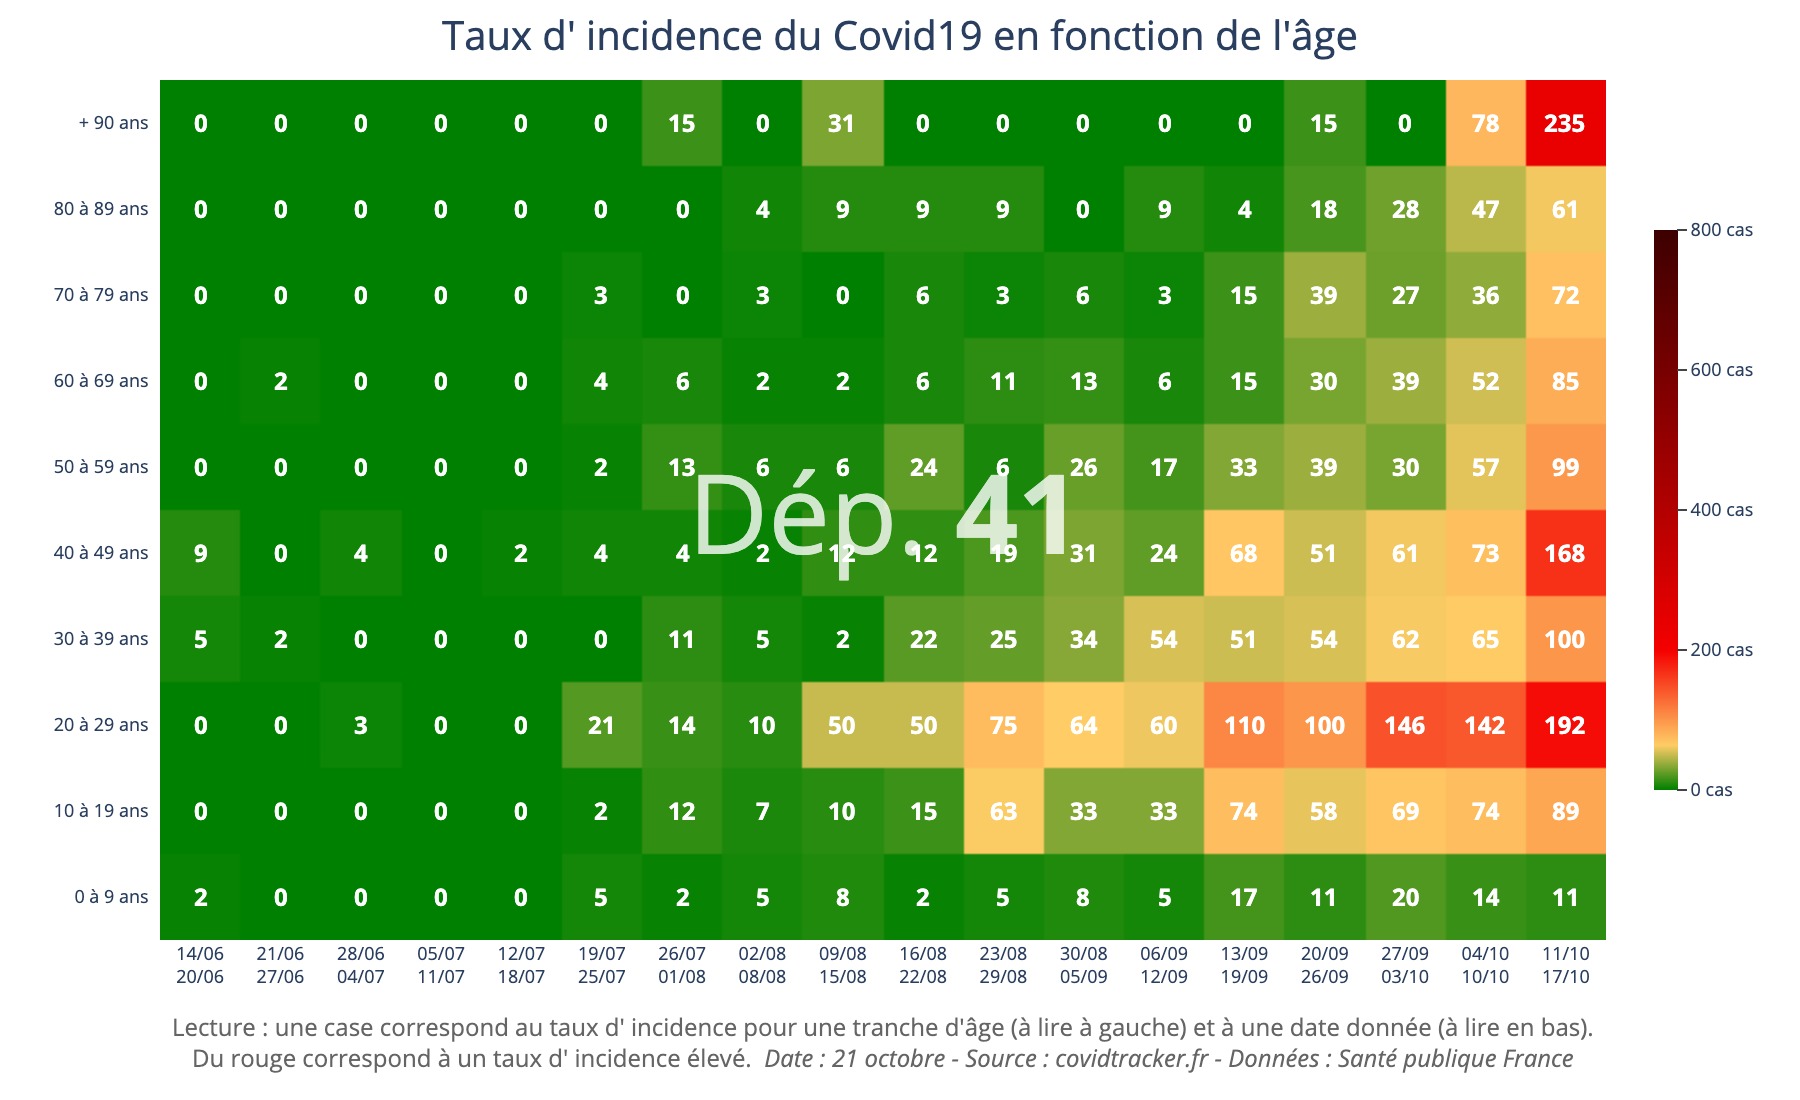 Taux d' incidence du Covid19 en fonction de l'âge
+ 90 ans 0 0 0 0 0 0 15 0 31 0 0 0 0 0 15 0 78 235
80 à 89 ans 0 0 0 0 0 0 0 4 9 9 9 0 9 4 18 28 47 61
800 cas
70 à 79 ans 0 0 0 0 0 3 0 3 0 6 3 6 3 15 39 27 36 72
600 cas
60 à 69 ans 0 2 0 0 0 4 6 2 2 6 11 13 6 15 30 39 52 85
50 à 59 ans 0 0 0 0 0 2 13 6 6 24 6 26 17 33 39 30 57 99
Dép. 41
400 cas
40 à 49 ans 9 0 4 0 2 4 4 2 12 12 19 31 24 68 51 61 73 168
30 à 39 ans 5 2 0 0 0 0 11 5 2 22 25 34 54 51 54 62 65 100
200 cas
20 à 29 ans 0 0 3 0 0 21 14 10 50 50 75 64 60 110 100 146 142 192
0 cas
10 à 19 ans 0 0 0 0 0 2 12 7 10 15 63 33 33 74 58 69 74 89
0 à 9 ans 2 0 0 0 0 5 2 5 8 2 5 8 5 17 11 20 14 11
14/06 21/06 28/06 05/07 12/07 19/07 26/07 02/08 09/08 16/08 23/08 30/08 06/09 13/09 20/09 27/09 04/10 11/10
20/06 27/06 04/07 11/07 18/07 25/07 01/08 08/08 15/08 22/08 29/08 05/09 12/09 19/09 26/09 03/10 10/10 17/10
Lecture : une case correspond au taux d' incidence pour une tranche d'âge (à lire à gauche) et à une date donnée (à lire en bas).
Du rouge correspond à un taux d' incidence élevé. Date : 21 octobre - Source : covidtracker.fr - Données : Santé publique France